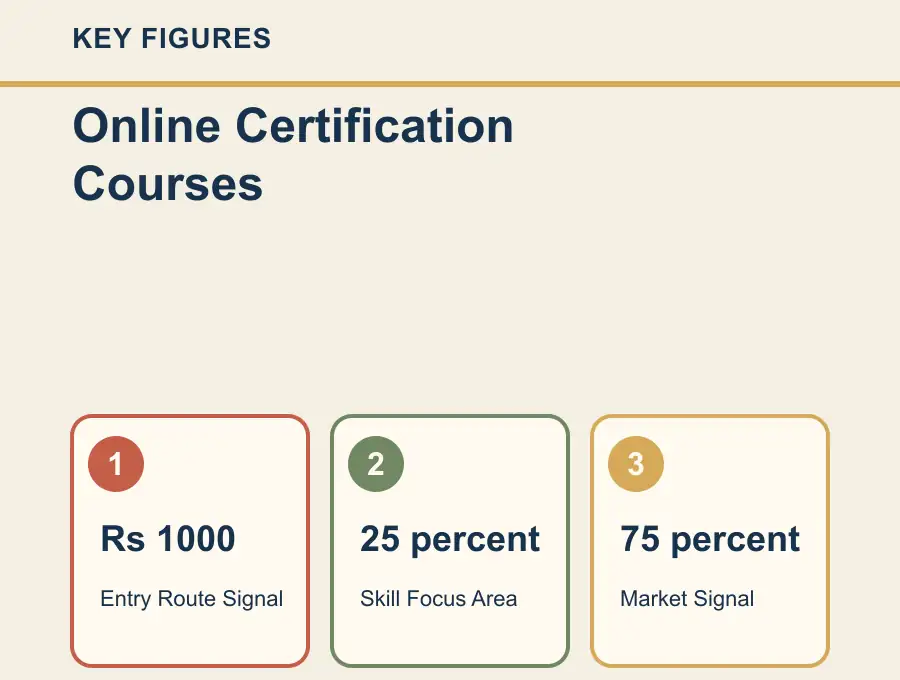 KEY FIGURES
Online Certification
Courses
1
Rs 1000
Entry Route Signal
2
25 percent
Skill Focus Area
3
75 percent
Market Signal